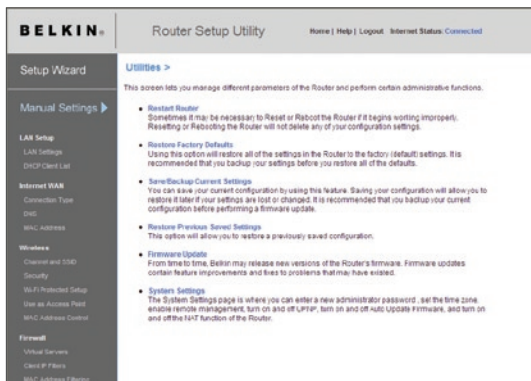 BELKIN®
Router Setup Utility
Home | Help | Logout Internet Status: Connected
Setup Wizard
Manual Settings
LAN Setup
LAN Settings
DHCP Client List
Internet WAN
Connection Type
DNS
MAC Address
Wireless
Channel and SSID
Security
Wi-Fi Protected Setup
Use as Access Point
MAC Address Control
Firewall
Virtual Servers
Client IP Filters
MAC Address Filtering
Utilities >
This screen lets you manage different parameters of the Router and perform certain administrative functions.
Restart Router
Sometimes it may be necessary to Reset or Reboot the Router if it begins working improperly.
Resetting or Rebooting the Router will not delete any of your configuration settings.
Restore Factory Defaults
Using this option will restore all of the settings in the Router to the factory (default) settings. It is
recommended that you backup your settings before you restore all of the defaults.
Save/Backup Current Settings
You can save your current configuration by using this feature. Saving your configuration will allow you to
restore it later if your settings are lost or changed. It is recommended that you backup your current
configuration before performing a firmware update.
Restore Previous Saved Settings
This option will allow you to restore a previously saved configuration.
Firmware Update
From time to time, Belkin may release new versions of the Router's firmware. Firmware updates
contain feature improvements and fixes to problems that may have existed.
System Settings
The System Settings page is where you can enter a new administrator password , set the time zone,
enable remote management, turn on and off UPNP, turn on and off Auto Update Firmware, and turn on
and off the NAT function of the Router.